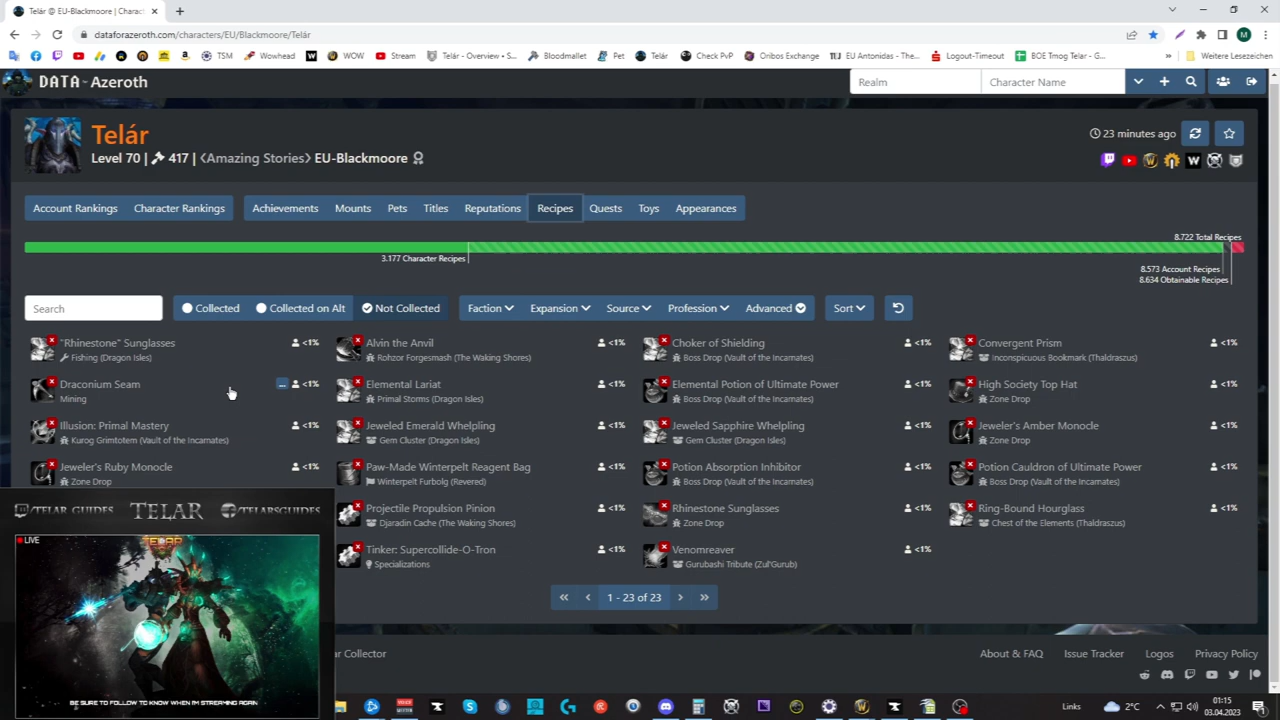 Telár @ EU-Blackmoore | Charac
dataforazeroth.com/characters/EU/Blackmoore/Telár
TSM
Wowhead
WOW
Stream
Telár - Overview • S...
Bloodmallet
Pet
Telár
Check PvP
Oribos Exchange
EU Antonidas - The...
Logout-Timeout
BOE Tmog Telar - G...
»
Weitere Lesezeichen
DATA ~ Azeroth
Realm
Character Name
Telár
Level 70 | 417 | <Amazing Stories> EU-Blackmoore
23 minutes ago
Account Rankings
Character Rankings
Achievements
Mounts
Pets
Titles
Reputations
Recipes
Quests
Toys
Appearances
8.722 Total Recipes
3.177 Character Recipes
8.573 Account Recipes
8.634 Obtainable Recipes
Search
Collected
Collected on Alt
Not Collected
Faction
Expansion
Source
Profession
Advanced
Sort
"Rhinestone" Sunglasses
<1%
Fishing (Dragon Isles)
Alvin the Anvil
<1%
Rohzor Forgesmash (The Waking Shores)
Choker of Shielding
<1%
Boss Drop (Vault of the Incarnates)
Convergent Prism
<1%
Inconspicuous Bookmark (Thaldraszus)
Draconium Seam
... <1%
Mining
Elemental Lariat
<1%
Primal Storms (Dragon Isles)
Elemental Potion of Ultimate Power
<1%
Boss Drop (Vault of the Incarnates)
High Society Top Hat
<1%
Zone Drop
Illusion: Primal Mastery
<1%
Kurog Grimtotem (Vault of the Incarnates)
Jeweled Emerald Whelpling
<1%
Gem Cluster (Dragon Isles)
Jeweled Sapphire Whelpling
<1%
Gem Cluster (Dragon Isles)
Jeweler's Amber Monocle
<1%
Zone Drop
Jeweler's Ruby Monocle
<1%
Zone Drop
Paw-Made Winterpelt Reagent Bag
<1%
Winterpelt Furbolg (Revered)
Potion Absorption Inhibitor
<1%
Boss Drop (Vault of the Incarnates)
Potion Cauldron of Ultimate Power
<1%
Boss Drop (Vault of the Incarnates)
Projectile Propulsion Pinion
<1%
Djaradin Cache (The Waking Shores)
Rhinestone Sunglasses
<1%
Zone Drop
Ring-Bound Hourglass
<1%
Chest of the Elements (Thaldraszus)
Tinker: Supercollide-O-Tron
<1%
Specializations
Venomreaver
<1%
Gurubashi Tribute (Zul'Gurub)
« ‹ 1 - 23 of 23 › »
/TELAR_GUIDES
TELAR
/TELARSGUIDES
LIVE
TELAR
BE SURE TO FOLLOW TO KNOW WHEN I'M STREAMING AGAIN
ar Collector
About & FAQ
Issue Tracker
Logos
Privacy Policy
Links
2°C
01:15
03.04.2023